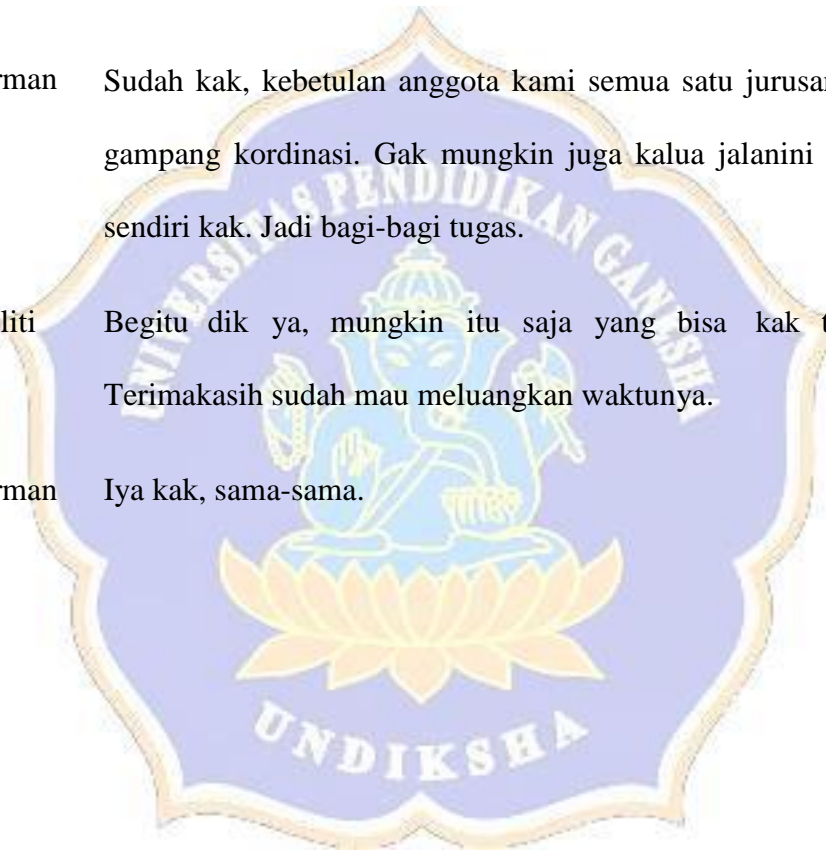 rman Sudah kak, kebetulan anggota kami semua satu jurusan
gampang kordinasi. Gak mungkin juga kalua jalanini
sendiri kak. Jadi bagi-bagi tugas.
liti Begitu dik ya, mungkin itu saja yang bisa kak t
Terimakasih sudah mau meluangkan waktunya.
rman Iya kak, sama-sama.
UNIVERSITAS PENDIDIKAN GANESHA
UNDIKSHA